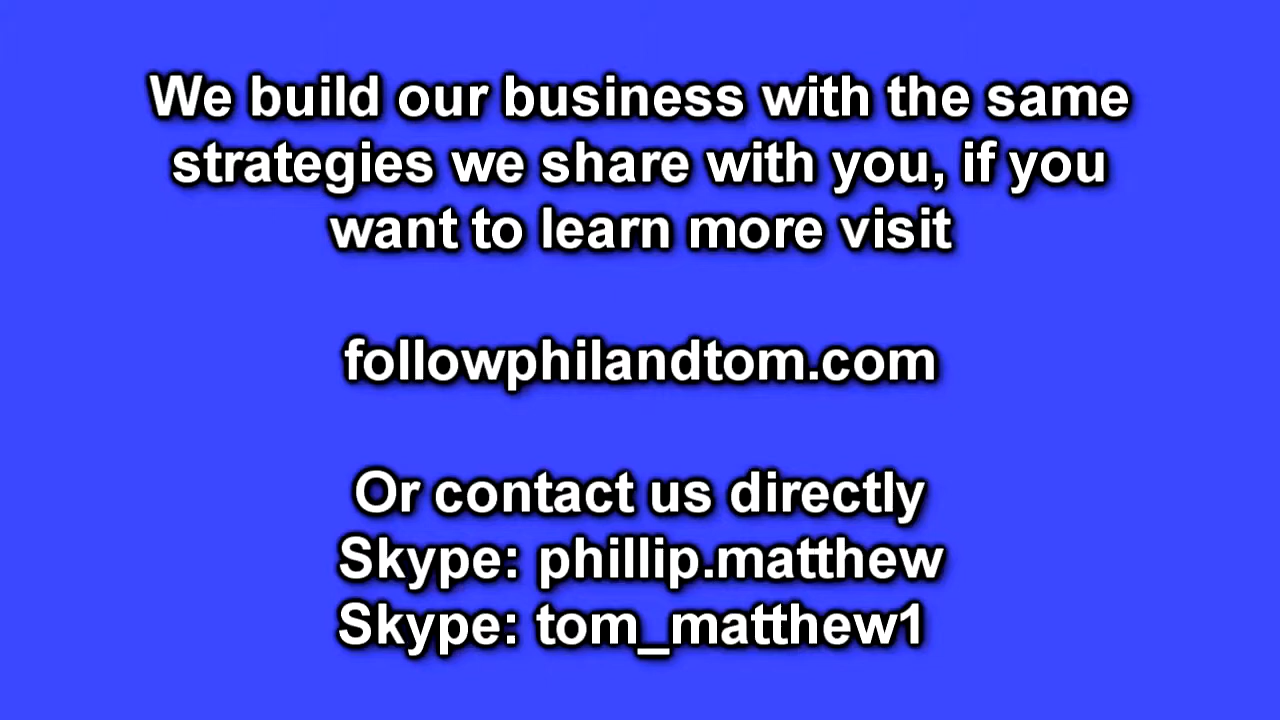 We build our business with the same
strategies we share with you, if you
want to learn more visit
followphilandtom.com
Or contact us directly
Skype: phillip.matthew
Skype: tom_matthew1